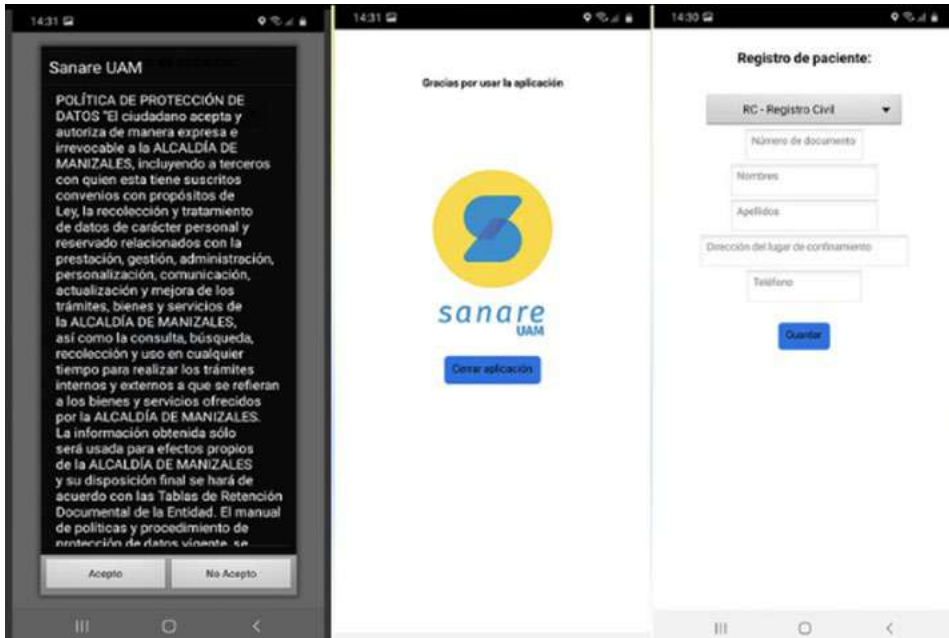 14:31
Sanare UAM
POLÍTICA DE PROTECCIÓN DE
DATOS "El ciudadano acepta y
autoriza de manera expresa e
irrevocable a la ALCALDÍA DE
MANIZALES, incluyendo a terceros
con quien esta tiene suscritos
convenios con propósitos de
Ley, la recolección y tratamiento
de datos de carácter personal y
reservado relacionados con la
prestación, gestión, administración,
personalización, comunicación,
actualización y mejora de los
trámites, bienes y servicios de
la ALCALDÍA DE MANIZALES,
así como la consulta, búsqueda,
recolección y uso en cualquier
tiempo para realizar los trámites
internos y externos a que se refieran
a los bienes y servicios ofrecidos
por la ALCALDÍA DE MANIZALES.
La información obtenida sólo
será usada para efectos propios
de la ALCALDÍA DE MANIZALES
y su disposición final se hará de
acuerdo con las Tablas de Retención
Documental de la Entidad. El manual
de políticas y procedimiento de
protección de datos vigente, se
Acepto
No Acepto
14:31
Gracias por usar la aplicación
sanare
UAM
Cerrar aplicación
14:30
Registro de paciente:
RC - Registro Civil
Número de documento
Nombres
Apellidos
Dirección del lugar de confinamiento
Teléfono
Guardar